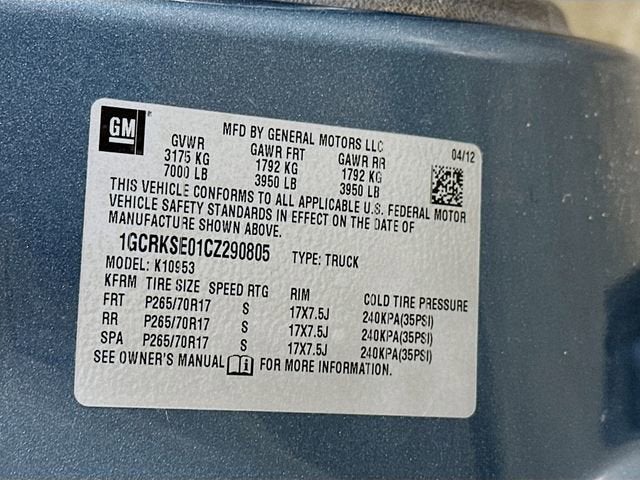 GM
MFD BY GENERAL MOTORS LLC
04/12
GVWR GAWR FRT GAWR RR
3175 KG 1792 KG 1792 KG
7000 LB 3950 LB 3950 LB
THIS VEHICLE CONFORMS TO ALL APPLICABLE U.S. FEDERAL MOTOR
VEHICLE SAFETY STANDARDS IN EFFECT ON THE DATE OF
MANUFACTURE SHOWN ABOVE.
1GCRKSE01CZ290805 TYPE: TRUCK
MODEL: K10953
KFRM TIRE SIZE SPEED RTG RIM COLD TIRE PRESSURE
FRT P265/70R17 S 17X7.5J 240KPA(35PSI)
RR P265/70R17 S 17X7.5J 240KPA(35PSI)
SPA P265/70R17 S 17X7.5J 240KPA(35PSI)
SEE OWNER'S MANUAL FOR MORE INFORMATION.